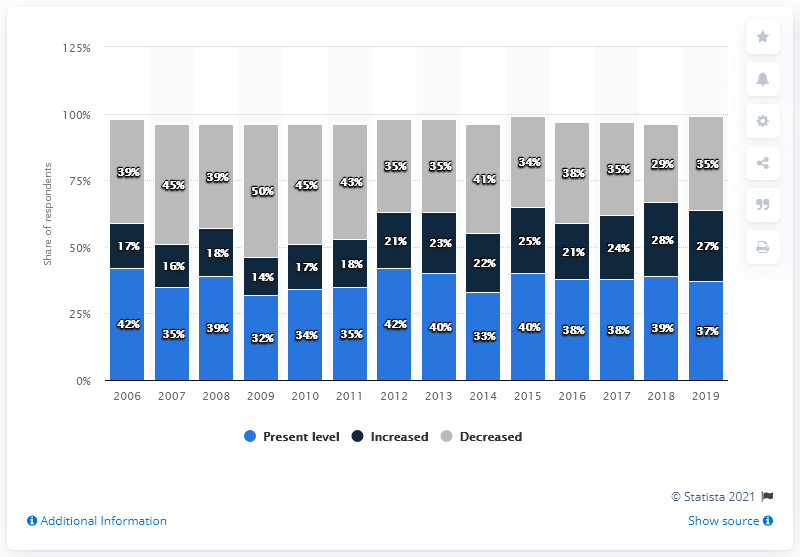 125%
100%
75%
50%
25%
0%
Share of respondents
39% 45% 39% 50% 45% 43% 35% 35% 41% 34% 38% 35% 29% 35%
17% 16% 18% 14% 17% 18% 21% 23% 22% 25% 21% 24% 28% 27%
42% 35% 39% 32% 34% 35% 42% 40% 33% 40% 38% 38% 39% 37%
2006 2007 2008 2009 2010 2011 2012 2013 2014 2015 2016 2017 2018 2019
Present level Increased Decreased
© Statista 2021
Additional Information Show source